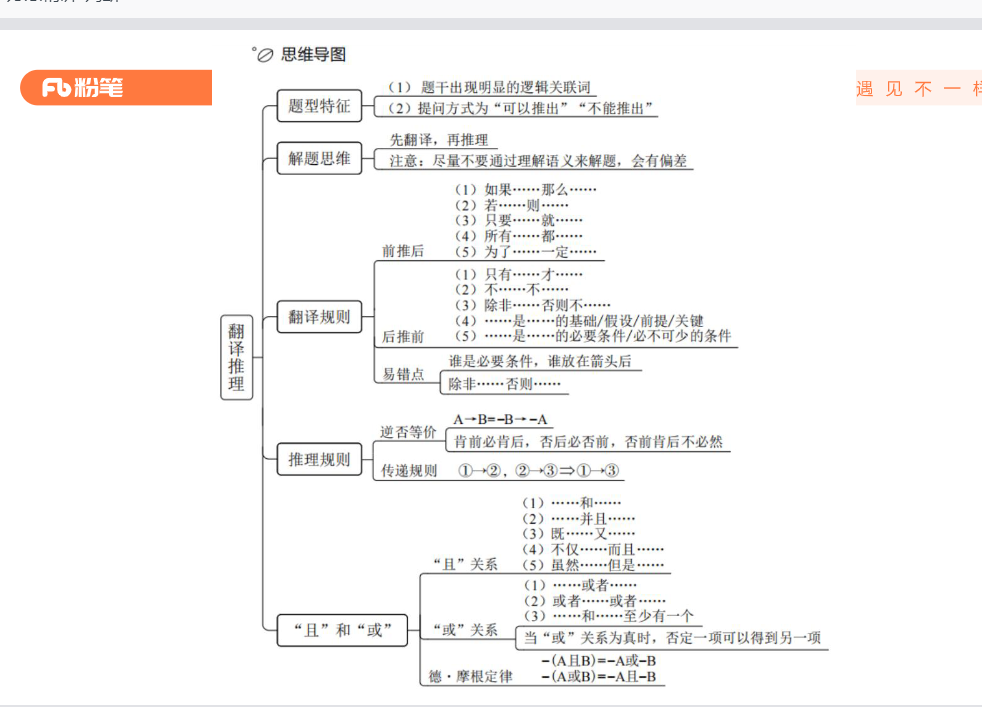 思维导图
粉笔
遇见不一
题型特征
（1）题干出现明显的逻辑关联词
（2）提问方式为“可以推出”“不能推出”
解题思维
先翻译，再推理
注意：尽量不要通过理解语义来解题，会有偏差
翻译推理
翻译规则
前推后
（1）如果……那么……
（2）若……则……
（3）只要……就……
（4）所有……都……
（5）为了……一定……
后推前
（1）只有……才……
（2）不……不……
（3）除非……否则不……
（4）……是……的基础/假设/前提/关键
（5）……是……的必要条件/必不可少的条件
易错点
谁是必要条件，谁放在箭头后
除非……否则……
推理规则
逆否等价
A→B=-B→-A
肯前必肯后，否后必否前，否前肯后不必然
传递规则
①→②，②→③⇒①→③
“且”和“或”
“且”关系
（1）……和……
（2）……并且……
（3）既……又……
（4）不仅……而且……
（5）虽然……但是……
“或”关系
（1）……或者……
（2）或者……或者……
（3）……和……至少有一个
当“或”关系为真时，否定一项可以得到另一项
德·摩根定律
-(A且B)=-A或-B
-(A或B)=-A且-B